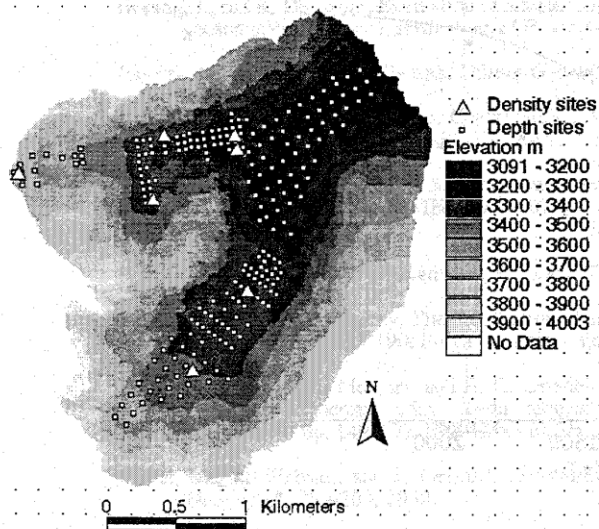 Density sites
Depth sites
Elevation m
3091 - 3200
3200 - 3300
3300 - 3400
3400 - 3500
3500 - 3600
3600 - 3700
3700 - 3800
3800 - 3900
3900 - 4003
No Data
N
0 0.5 1 Kilometers